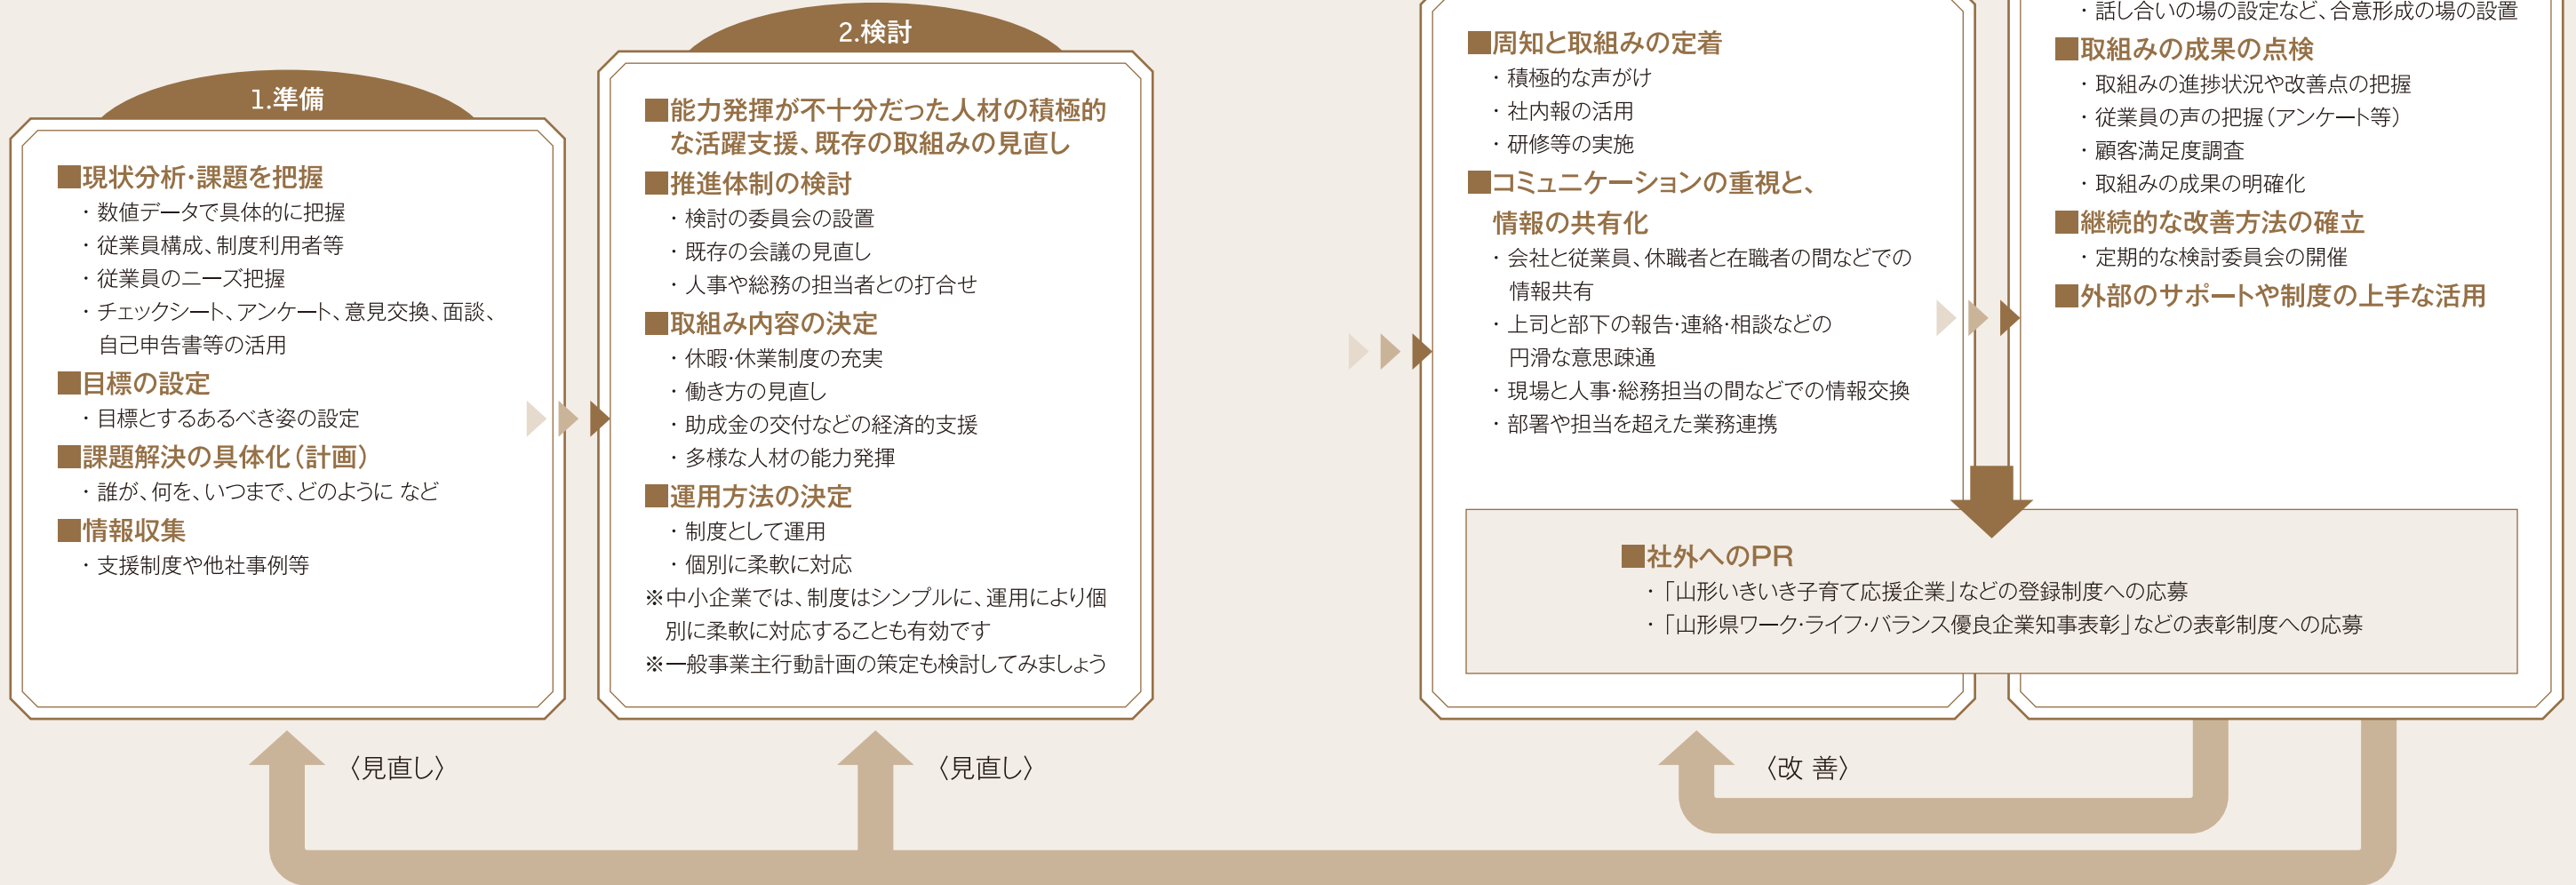 1.準備
■現状分析・課題を把握
・数値データで具体的に把握
・従業員構成、制度利用者等
・従業員のニーズ把握
・チェックシート、アンケート、意見交換、面談、
自己申告書等の活用
■目標の設定
・目標とするあるべき姿の設定
■課題解決の具体化（計画）
・誰が、何を、いつまで、どのように など
■情報収集
・支援制度や他社事例等
2.検討
■能力発揮が不十分だった人材の積極的
な活躍支援、既存の取組みの見直し
■推進体制の検討
・検討の委員会の設置
・既存の会議の見直し
・人事や総務の担当者との打合せ
■取組み内容の決定
・休暇・休業制度の充実
・働き方の見直し
・助成金の交付などの経済的支援
・多様な人材の能力発揮
■運用方法の決定
・制度として運用
・個別に柔軟に対応
※中小企業では、制度はシンプルに、運用により個
別に柔軟に対応することも有効です
※一般事業主行動計画の策定も検討してみましょう
■周知と取組みの定着
・積極的な声がけ
・社内報の活用
・研修等の実施
■コミュニケーションの重視と、
情報の共有化
・会社と従業員、休職者と在職者の間などでの
情報共有
・上司と部下の報告・連絡・相談などの
円滑な意思疎通
・現場と人事・総務担当の間などでの情報交換
・部署や担当を超えた業務連携
・話し合いの場の設定など、合意形成の場の設置
■取組みの成果の点検
・取組みの進捗状況や改善点の把握
・従業員の声の把握（アンケート等）
・顧客満足度調査
・取組みの成果の明確化
■継続的な改善方法の確立
・定期的な検討委員会の開催
■外部のサポートや制度の上手な活用
■社外へのPR
・「山形いきいき子育て応援企業」などの登録制度への応募
・「山形県ワーク・ライフ・バランス優良企業知事表彰」などの表彰制度への応募
〈見直し〉
〈見直し〉
〈改 善〉